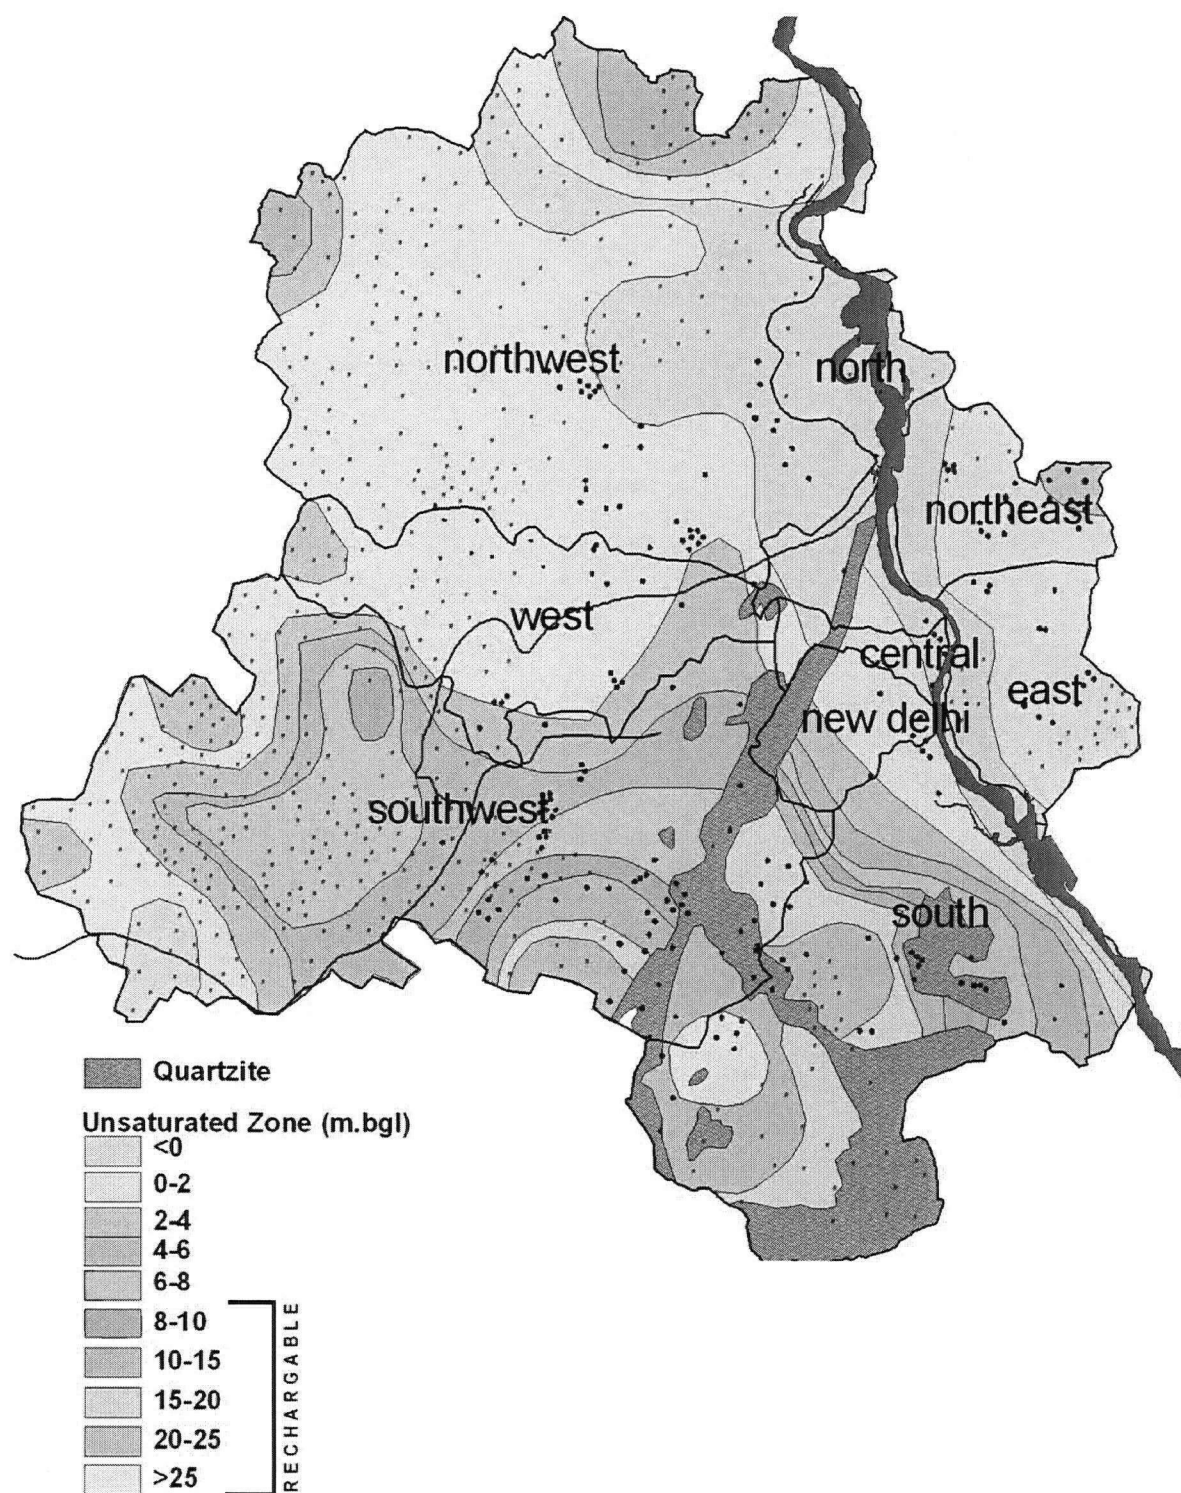 northwest
north
northeast
west
central
east
new delhi
southwest
south
Quartzite
Unsaturated Zone (m.bgl)
<0
0-2
2-4
4-6
6-8
8-10
10-15
15-20
20-25
>25
RECHARGABLE